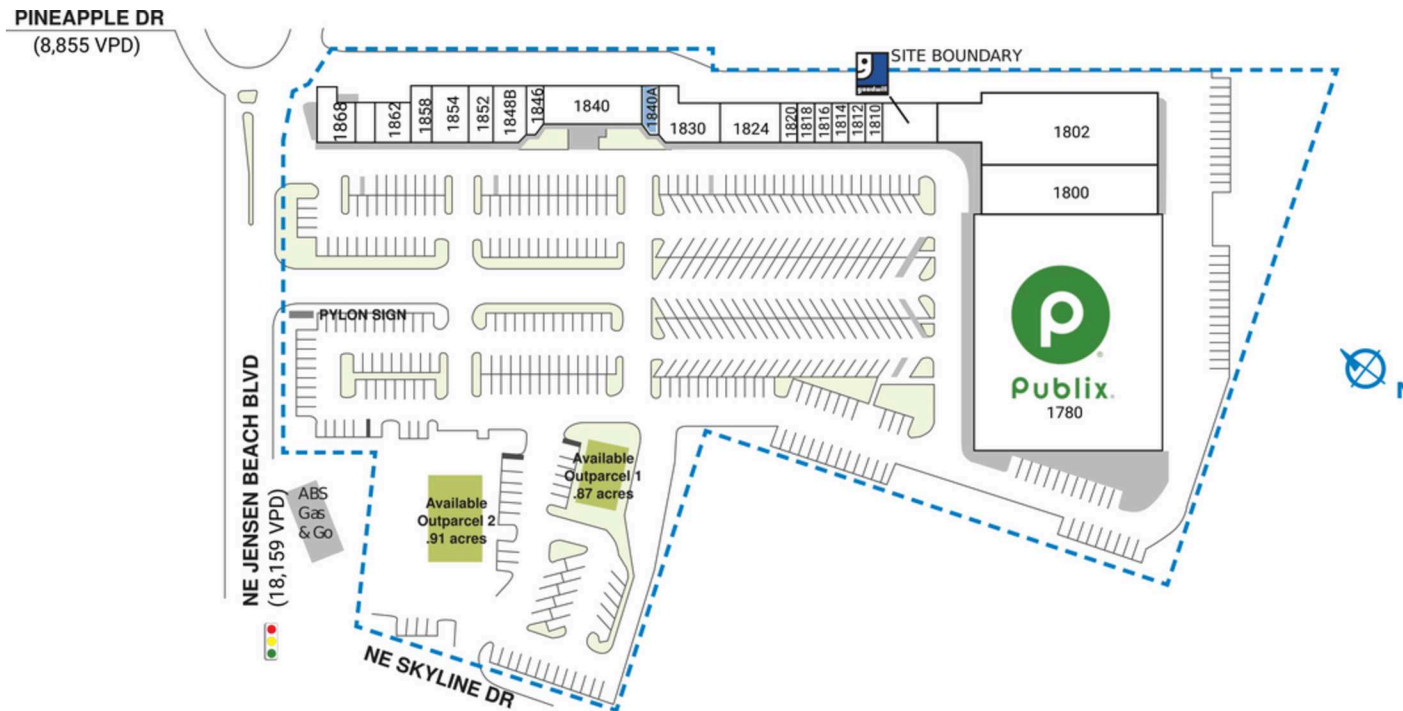 PINEAPPLE DR
(8,855 VPD)
SITE BOUNDARY
goodwill
1868
1862
1858
1854
1852
1848B
1846
1840
1840A
1830
1824
1820
1818
1816
1814
1812
1810
1802
1800
Publix.
1780
PYLON SIGN
NE JENSEN BEACH BLVD
(18,159 VPD)
ABS
Gas
& Go
Available
Outparcel 2
.91 acres
Available
Outparcel 1
.87 acres
NE SKYLINE DR